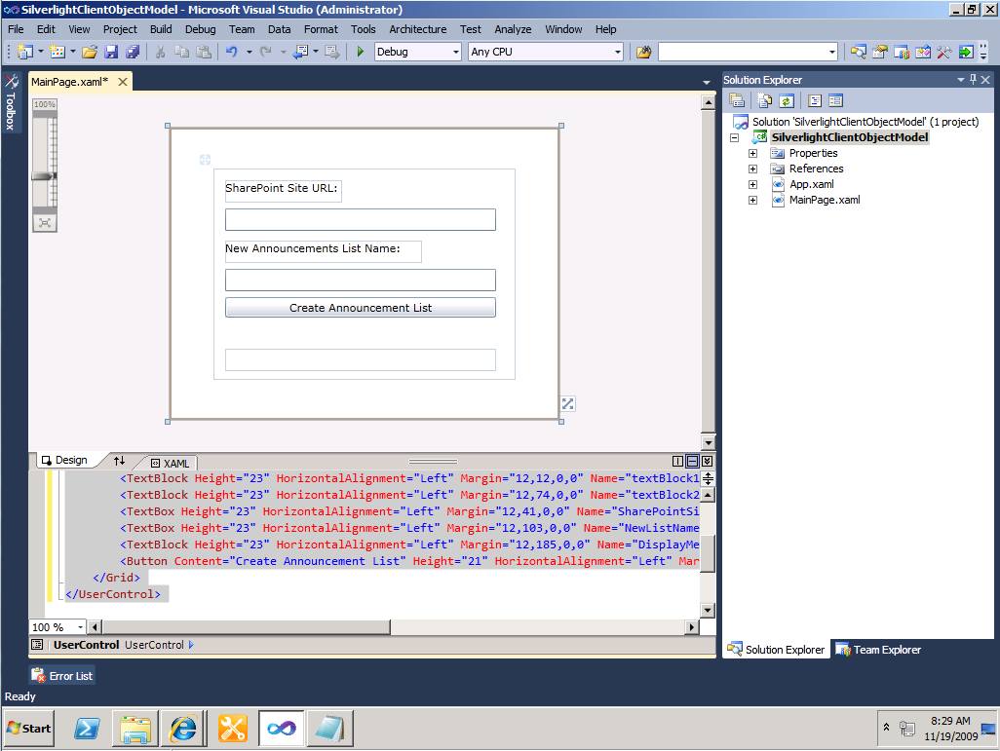 SilverlightClientObjectModel - Microsoft Visual Studio (Administrator)
File Edit View Project Build Debug Team Data Format Tools Architecture Test Analyze Window Help
Debug Any CPU
Toolbox
MainPage.xaml*
100%
SharePoint Site URL:
New Announcements List Name:
Create Announcement List
Design XAML
<TextBlock Height="23" HorizontalAlignment="Left" Margin="12,12,0,0" Name="textBlock1
<TextBlock Height="23" HorizontalAlignment="Left" Margin="12,74,0,0" Name="textBlock2
<TextBox Height="23" HorizontalAlignment="Left" Margin="12,41,0,0" Name="SharePointSi
<TextBox Height="23" HorizontalAlignment="Left" Margin="12,103,0,0" Name="NewListName
<TextBlock Height="23" HorizontalAlignment="Left" Margin="12,185,0,0" Name="DisplayMe
<Button Content="Create Announcement List" Height="21" HorizontalAlignment="Left" Mar
</Grid>
</UserControl>
100 %
UserControl UserControl
Solution Explorer
Solution 'SilverlightClientObjectModel' (1 project)
SilverlightClientObjectModel
Properties
References
App.xaml
MainPage.xaml
Solution Explorer Team Explorer
Error List
Ready
Start
8:29 AM
11/19/2009